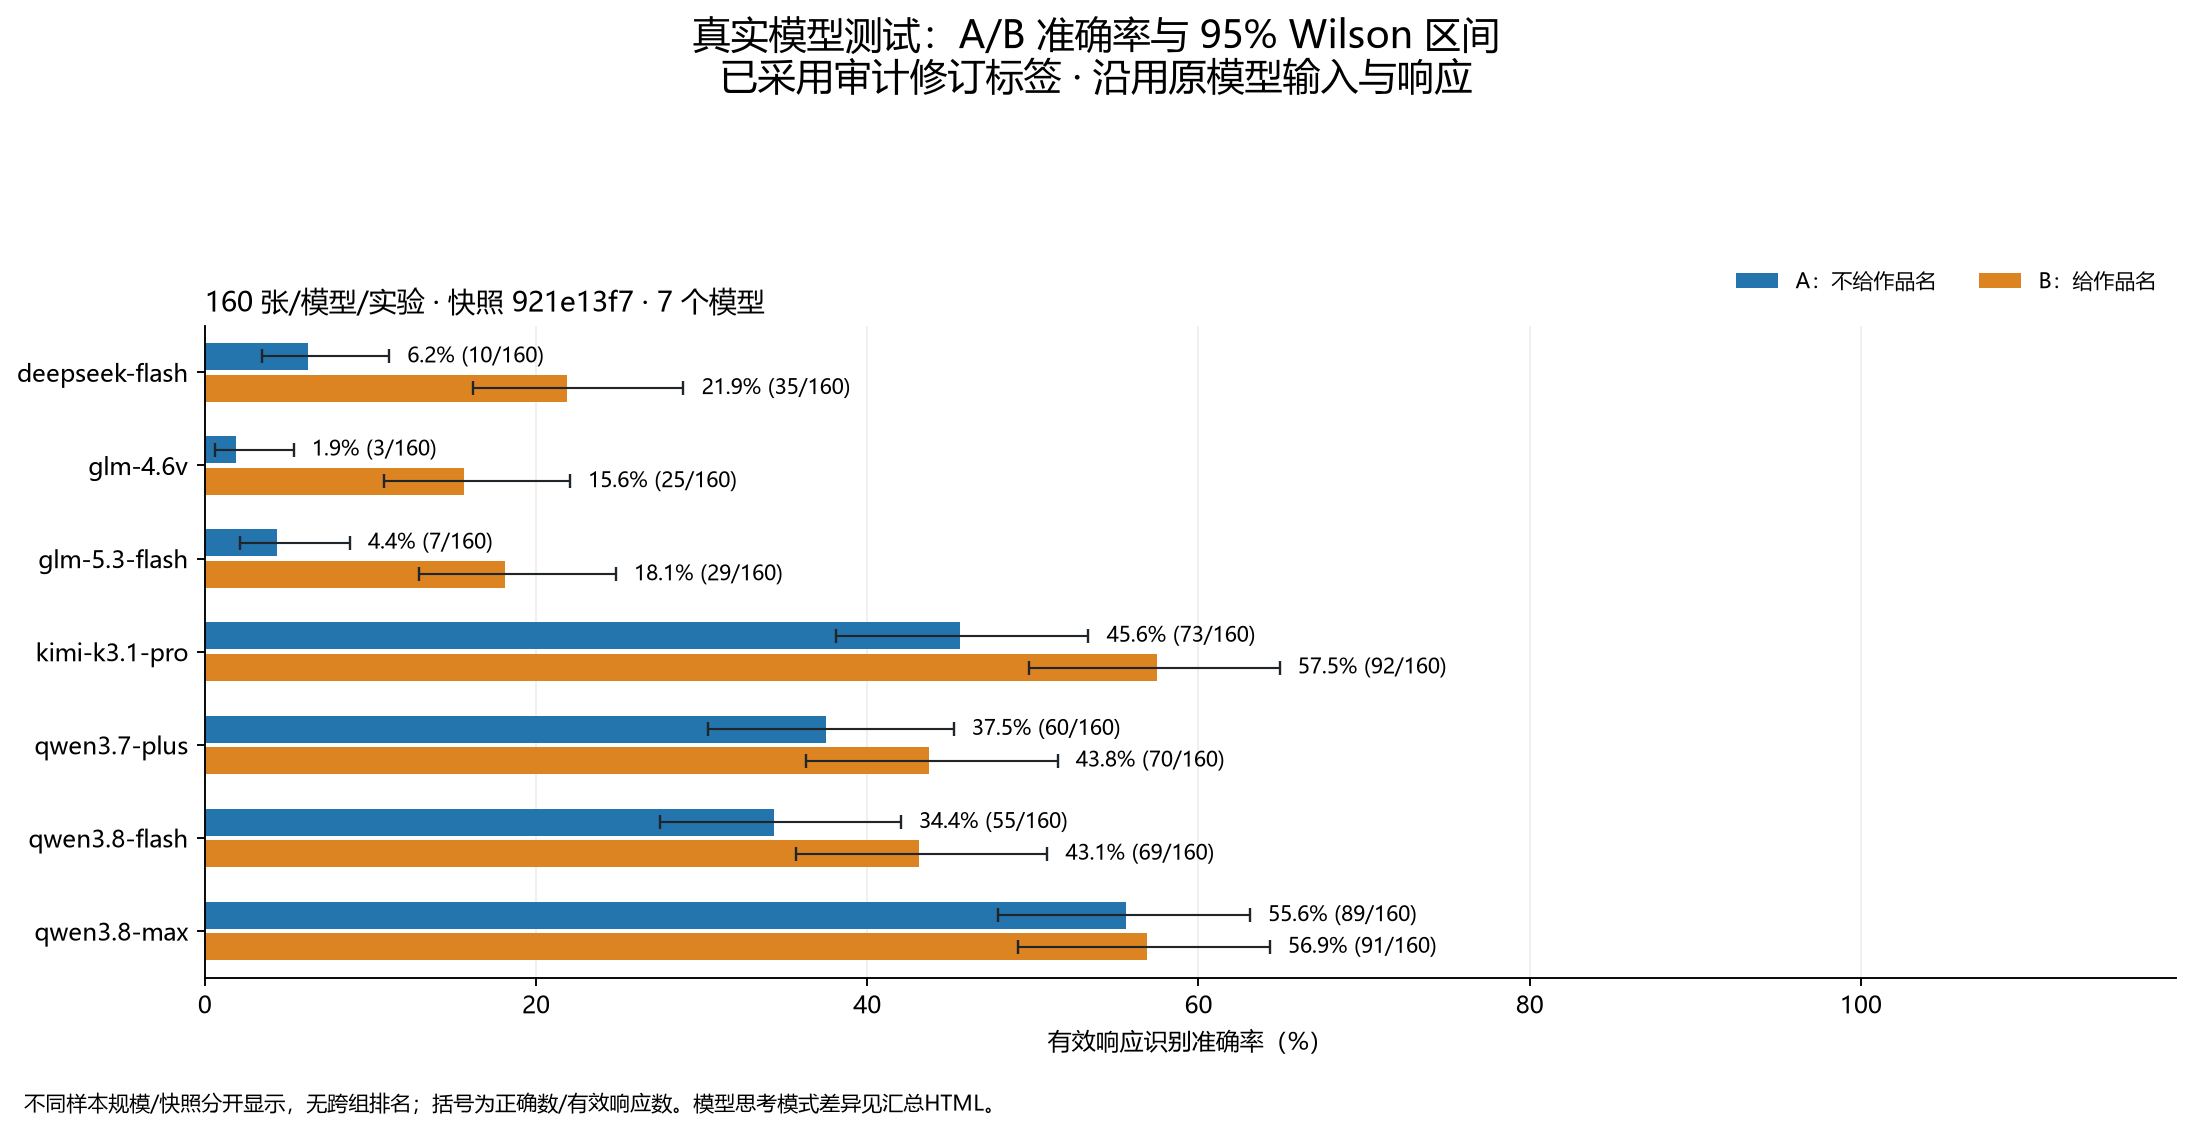 真实模型测试：A/B 准确率与 95% Wilson 区间
已采用审计修订标签 · 沿用原模型输入与响应
A：不给作品名
B：给作品名
160 张/模型/实验 · 快照 921e13f7 · 7 个模型
deepseek-flash
6.2% (10/160)
21.9% (35/160)
glm-4.6v
1.9% (3/160)
15.6% (25/160)
glm-5.3-flash
4.4% (7/160)
18.1% (29/160)
kimi-k3.1-pro
45.6% (73/160)
57.5% (92/160)
qwen3.7-plus
37.5% (60/160)
43.8% (70/160)
qwen3.8-flash
34.4% (55/160)
43.1% (69/160)
qwen3.8-max
55.6% (89/160)
56.9% (91/160)
0 20 40 60 80 100
有效响应识别准确率（%）
不同样本规模/快照分开显示，无跨组排名；括号为正确数/有效响应数。模型思考模式差异见汇总HTML。